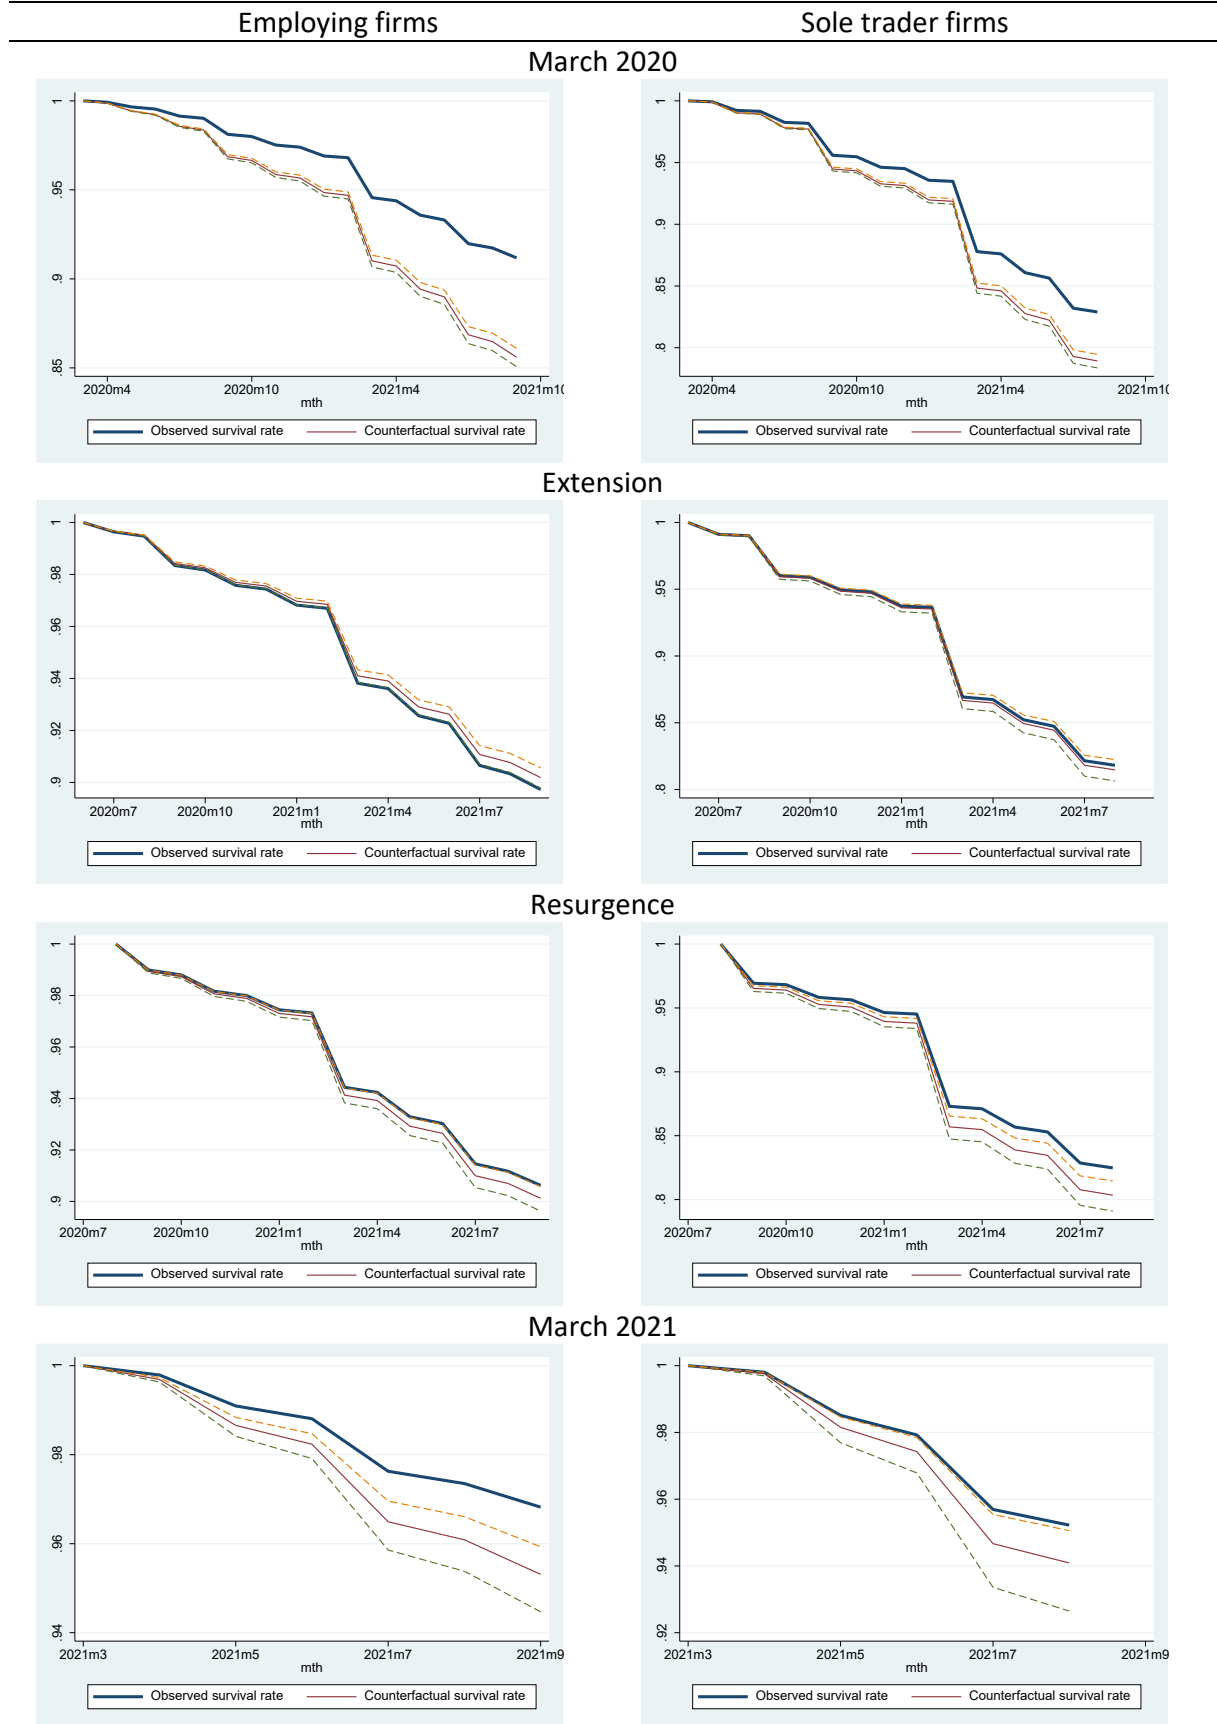 Employing firms Sole trader firms
March 2020
1 1
.95 .95
.9 .9
.85 .85
.8
2020m4 2020m10 2021m4 2021m10 2020m4 2020m10 2021m4 2021m10
mth mth
Observed survival rate Counterfactual survival rate Observed survival rate Counterfactual survival rate
Extension
1 1
.98 .95
.96 .9
.94 .85
.92 .8
.9
2020m7 2020m10 2021m1 2021m4 2021m7 2020m7 2020m10 2021m1 2021m4 2021m7
mth mth
Observed survival rate Counterfactual survival rate Observed survival rate Counterfactual survival rate
Resurgence
1 1
.98 .95
.96 .9
.94 .85
.92 .8
.9
2020m7 2020m10 2021m1 2021m4 2021m7 2020m7 2020m10 2021m1 2021m4 2021m7
mth mth
Observed survival rate Counterfactual survival rate Observed survival rate Counterfactual survival rate
March 2021
1 1
.98 .98
.96 .96
.94 .94
.92
2021m3 2021m5 2021m7 2021m9 2021m3 2021m5 2021m7 2021m9
mth mth
Observed survival rate Counterfactual survival rate Observed survival rate Counterfactual survival rate